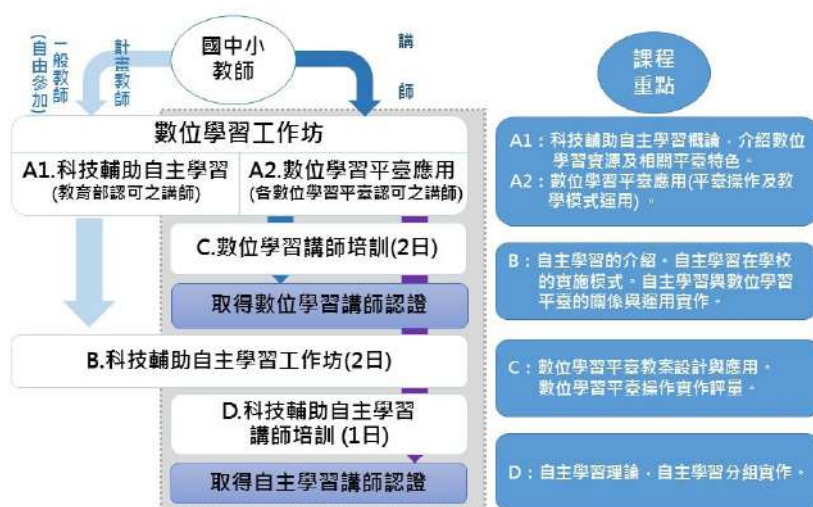 國中小
教師
講師
計畫教師
一般教師
(自由參加)
數位學習工作坊
A1.科技輔助自主學習
(教育部認可之講師)
A2.數位學習平臺應用
(各數位學習平臺認可之講師)
C.數位學習講師培訓(2日)
取得數位學習講師認證
B.科技輔助自主學習工作坊(2日)
D.科技輔助自主學習
講師培訓 (1日)
取得自主學習講師認證
課程
重點
A1：科技輔助自主學習概論，介紹數位
學習資源及相關平臺特色。
A2：數位學習平臺應用(平臺操作及教
學模式運用) 。
B：自主學習的介紹。自主學習在學校
的實施模式。自主學習與數位學習
平臺的關係與運用實作。
C：數位學習平臺教案設計與應用。
數位學習平臺操作實作評量。
D：自主學習理論，自主學習分組實作。